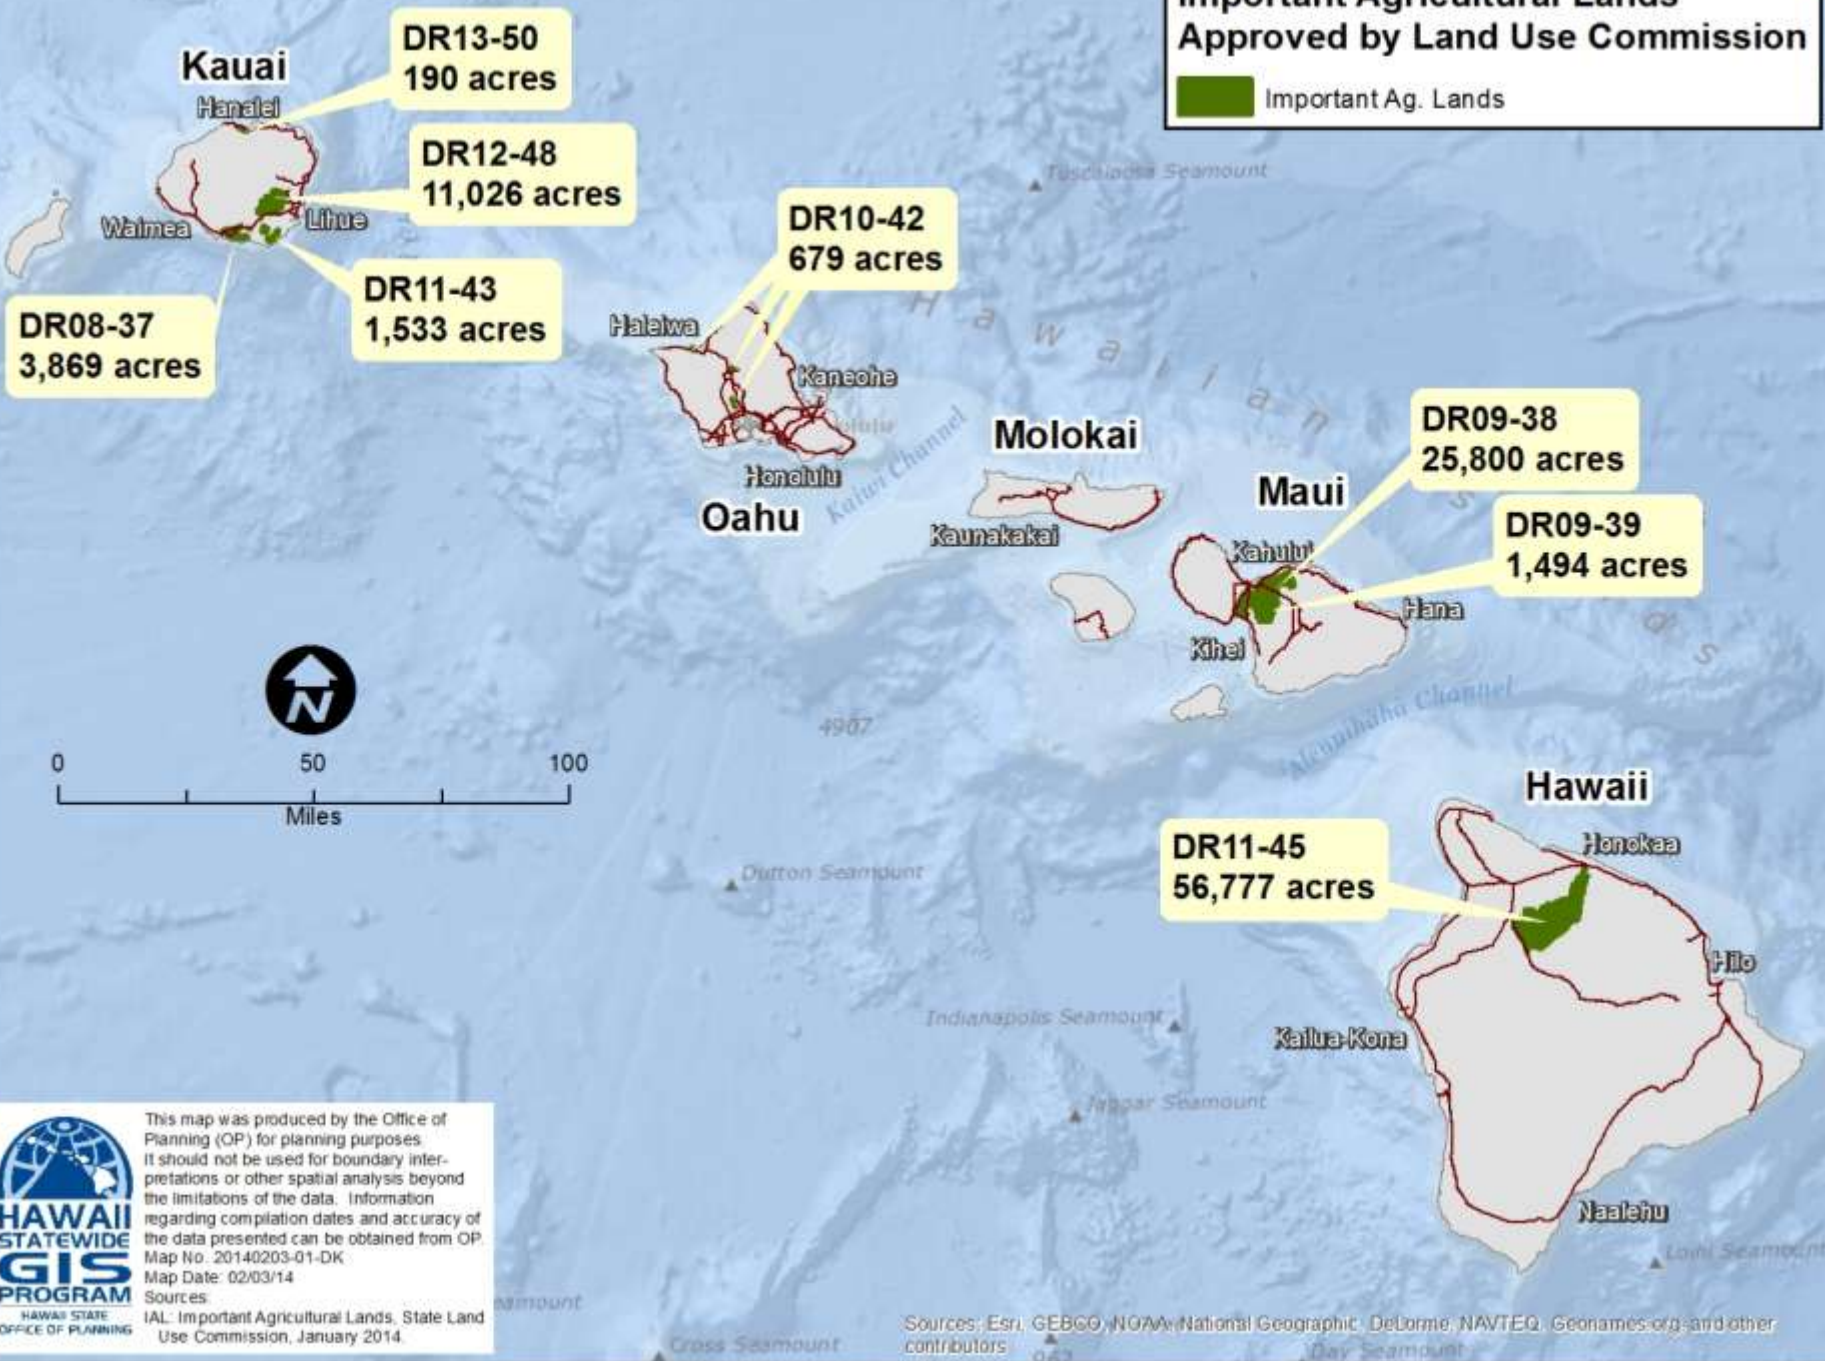 Important Agricultural Lands
Approved by Land Use Commission
Important Ag. Lands
Kauai
Hanalei
DR13-50
190 acres
DR12-48
11,026 acres
Waimea
Lihue
DR11-43
1,533 acres
DR08-37
3,869 acres
Tuscaloosa Seamount
DR10-42
679 acres
Haleiwa
Kaneohe
Honolulu
Oahu
Kaiwi Channel
Hawaiian
Molokai
Kaunakakai
Maui
DR09-38
25,800 acres
DR09-39
1,494 acres
Kahului
Hana
Kihei
Alenuihaha Channel
4907
N
0 50 100
Miles
Hawaii
Honokaa
DR11-45
56,777 acres
Hilo
Kailua-Kona
Naalehu
Dutton Seamount
Indianapolis Seamount
Jaggar Seamount
Loihi Seamount
HAWAII
STATEWIDE
GIS
PROGRAM
HAWAII STATE
OFFICE OF PLANNING
This map was produced by the Office of
Planning (OP) for planning purposes.
It should not be used for boundary inter-
pretations or other spatial analysis beyond
the limitations of the data. Information
regarding compilation dates and accuracy of
the data presented can be obtained from OP.
Map No. 20140203-01-DK
Map Date: 02/03/14
Sources:
IAL: Important Agricultural Lands, State Land
Use Commission, January 2014.
Cross Seamount
Sources: Esri, GEBCO, NOAA, National Geographic, DeLorme, NAVTEQ, Geonames.org, and other
contributors
Day Seamount